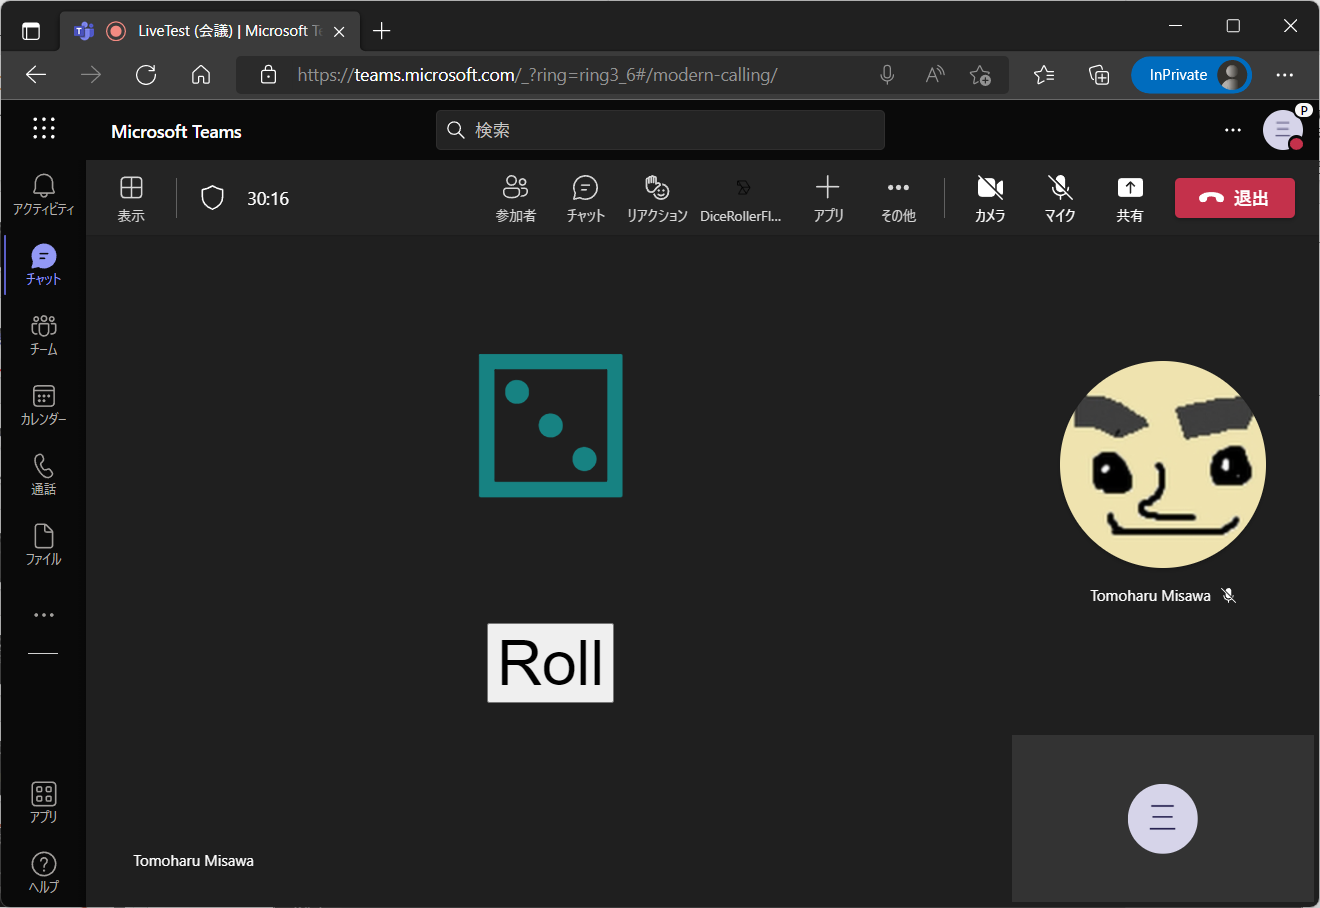 LiveTest (会議) | Microsoft Te
https://teams.microsoft.com/_?ring=ring3_6#/modern-calling/
InPrivate
Microsoft Teams
検索
三
P
アクティビティ
チャット
チーム
カレンダー
通話
ファイル
アプリ
ヘルプ
表示
30:16
参加者
チャット
リアクション
DiceRollerFl...
アプリ
その他
カメラ
マイク
共有
退出
Roll
Tomoharu Misawa
Tomoharu Misawa
三